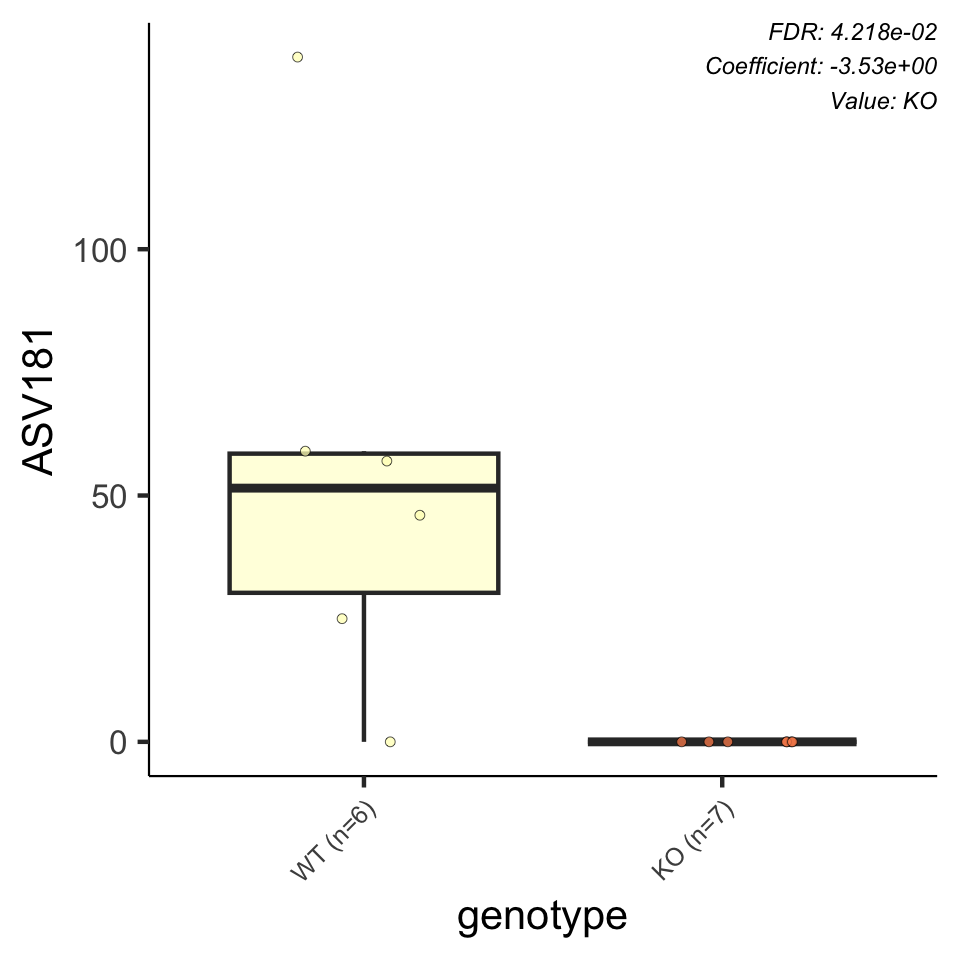 FDR: 4.218e-02
Coefficient: -3.53e+00
Value: KO
100
50
0
ASV181
WT (n=6)
KO (n=7)
genotype